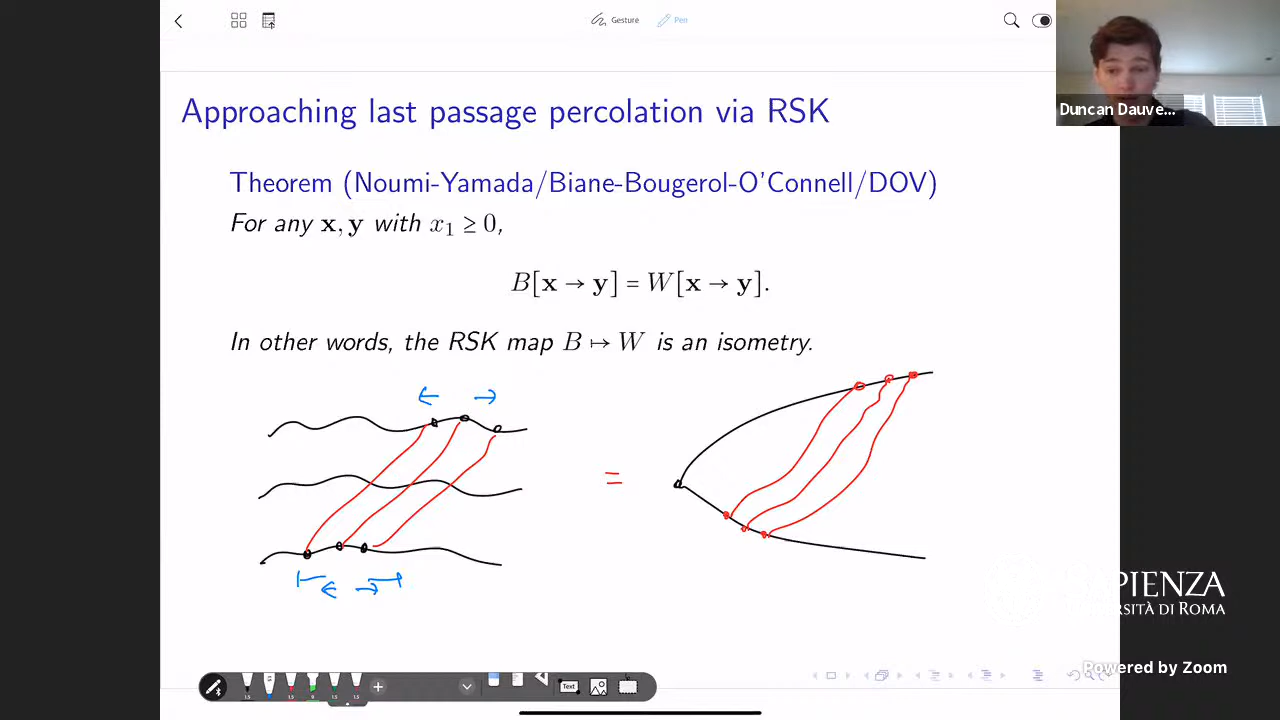 Gesture
Pen
Duncan Dauve...
Approaching last passage percolation via RSK
Theorem (Noumi-Yamada/Biane-Bougerol-O'Connell/DOV)
For any x, y with x₁ ≥ 0,
B[x → y] = W[x → y].
In other words, the RSK map B ↦ W is an isometry.
=
PIENZA
RSITÀ DI ROMA
Powered by Zoom
Text